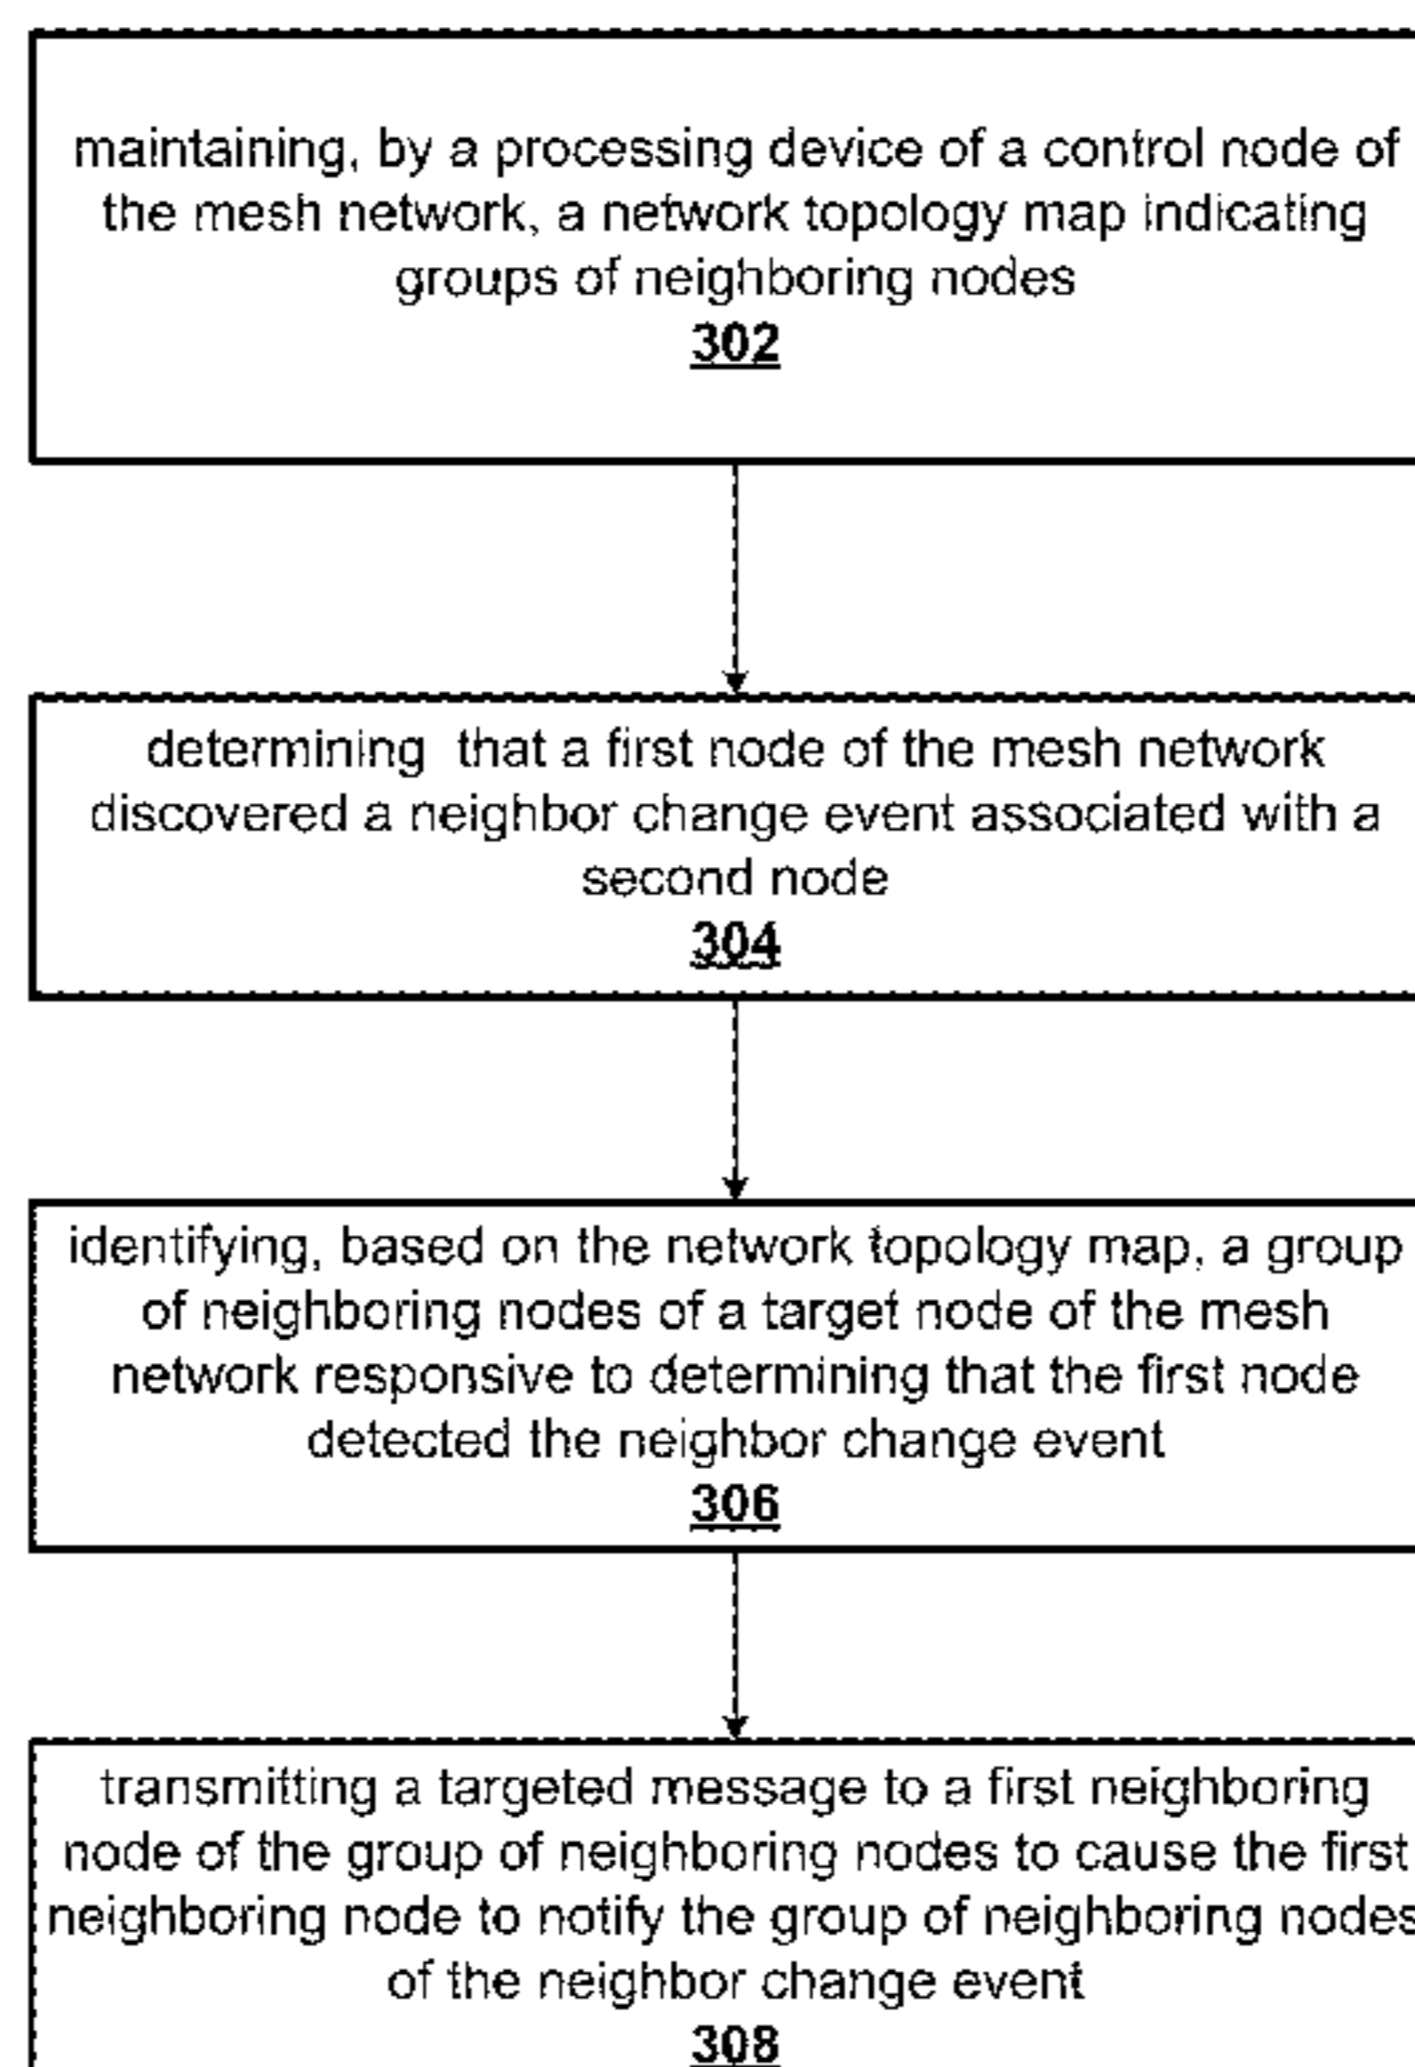 maintaining, by a processing device of a control node of
the mesh network, a network topology map indicating
groups of neighboring nodes
302
determining that a first node of the mesh network
discovered a neighbor change event associated with a
second node
304
identifying, based on the network topology map, a group
of neighboring nodes of a target node of the mesh
network responsive to determining that the first node
detected the neighbor change event
306
transmitting a targeted message to a first neighboring
node of the group of neighboring nodes to cause the first
neighboring node to notify the group of neighboring nodes
of the neighbor change event
308